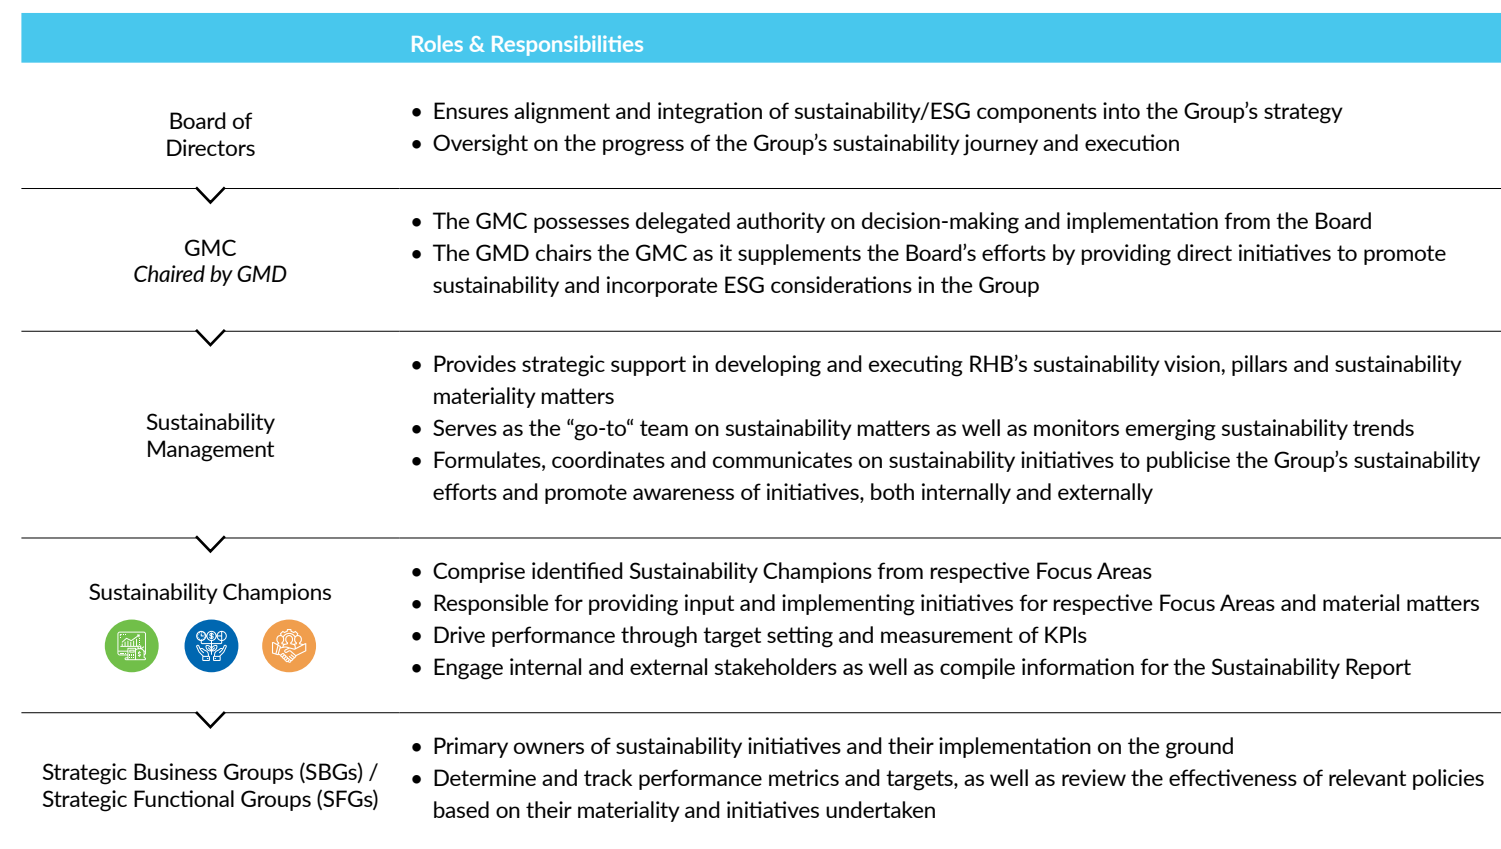 Roles & Responsibilities
Board of
Directors
• Ensures alignment and integration of sustainability/ESG components into the Group’s strategy
• Oversight on the progress of the Group’s sustainability journey and execution
GMC
Chaired by GMD
• The GMC possesses delegated authority on decision-making and implementation from the Board
• The GMD chairs the GMC as it supplements the Board’s efforts by providing direct initiatives to promote
sustainability and incorporate ESG considerations in the Group
Sustainability
Management
• Provides strategic support in developing and executing RHB’s sustainability vision, pillars and sustainability
materiality matters
• Serves as the “go-to“ team on sustainability matters as well as monitors emerging sustainability trends
• Formulates, coordinates and communicates on sustainability initiatives to publicise the Group’s sustainability
efforts and promote awareness of initiatives, both internally and externally
Sustainability Champions
• Comprise identified Sustainability Champions from respective Focus Areas
• Responsible for providing input and implementing initiatives for respective Focus Areas and material matters
• Drive performance through target setting and measurement of KPIs
• Engage internal and external stakeholders as well as compile information for the Sustainability Report
Strategic Business Groups (SBGs) /
Strategic Functional Groups (SFGs)
• Primary owners of sustainability initiatives and their implementation on the ground
• Determine and track performance metrics and targets, as well as review the effectiveness of relevant policies
based on their materiality and initiatives undertaken